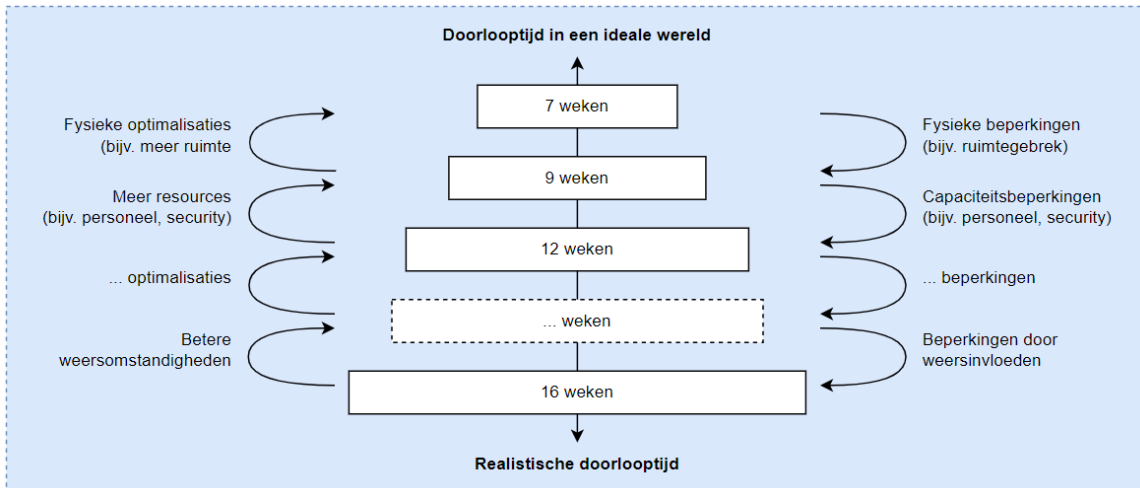 Doorlooptijd in een ideale wereld
7 weken
Fysieke optimalisaties
(bijv. meer ruimte
Fysieke beperkingen
(bijv. ruimtegebrek)
9 weken
Meer resources
(bijv. personeel, security)
Capaciteitsbeperkingen
(bijv. personeel, security)
12 weken
... optimalisaties
... beperkingen
... weken
Betere
weersomstandigheden
Beperkingen door
weersinvloeden
16 weken
Realistische doorlooptijd